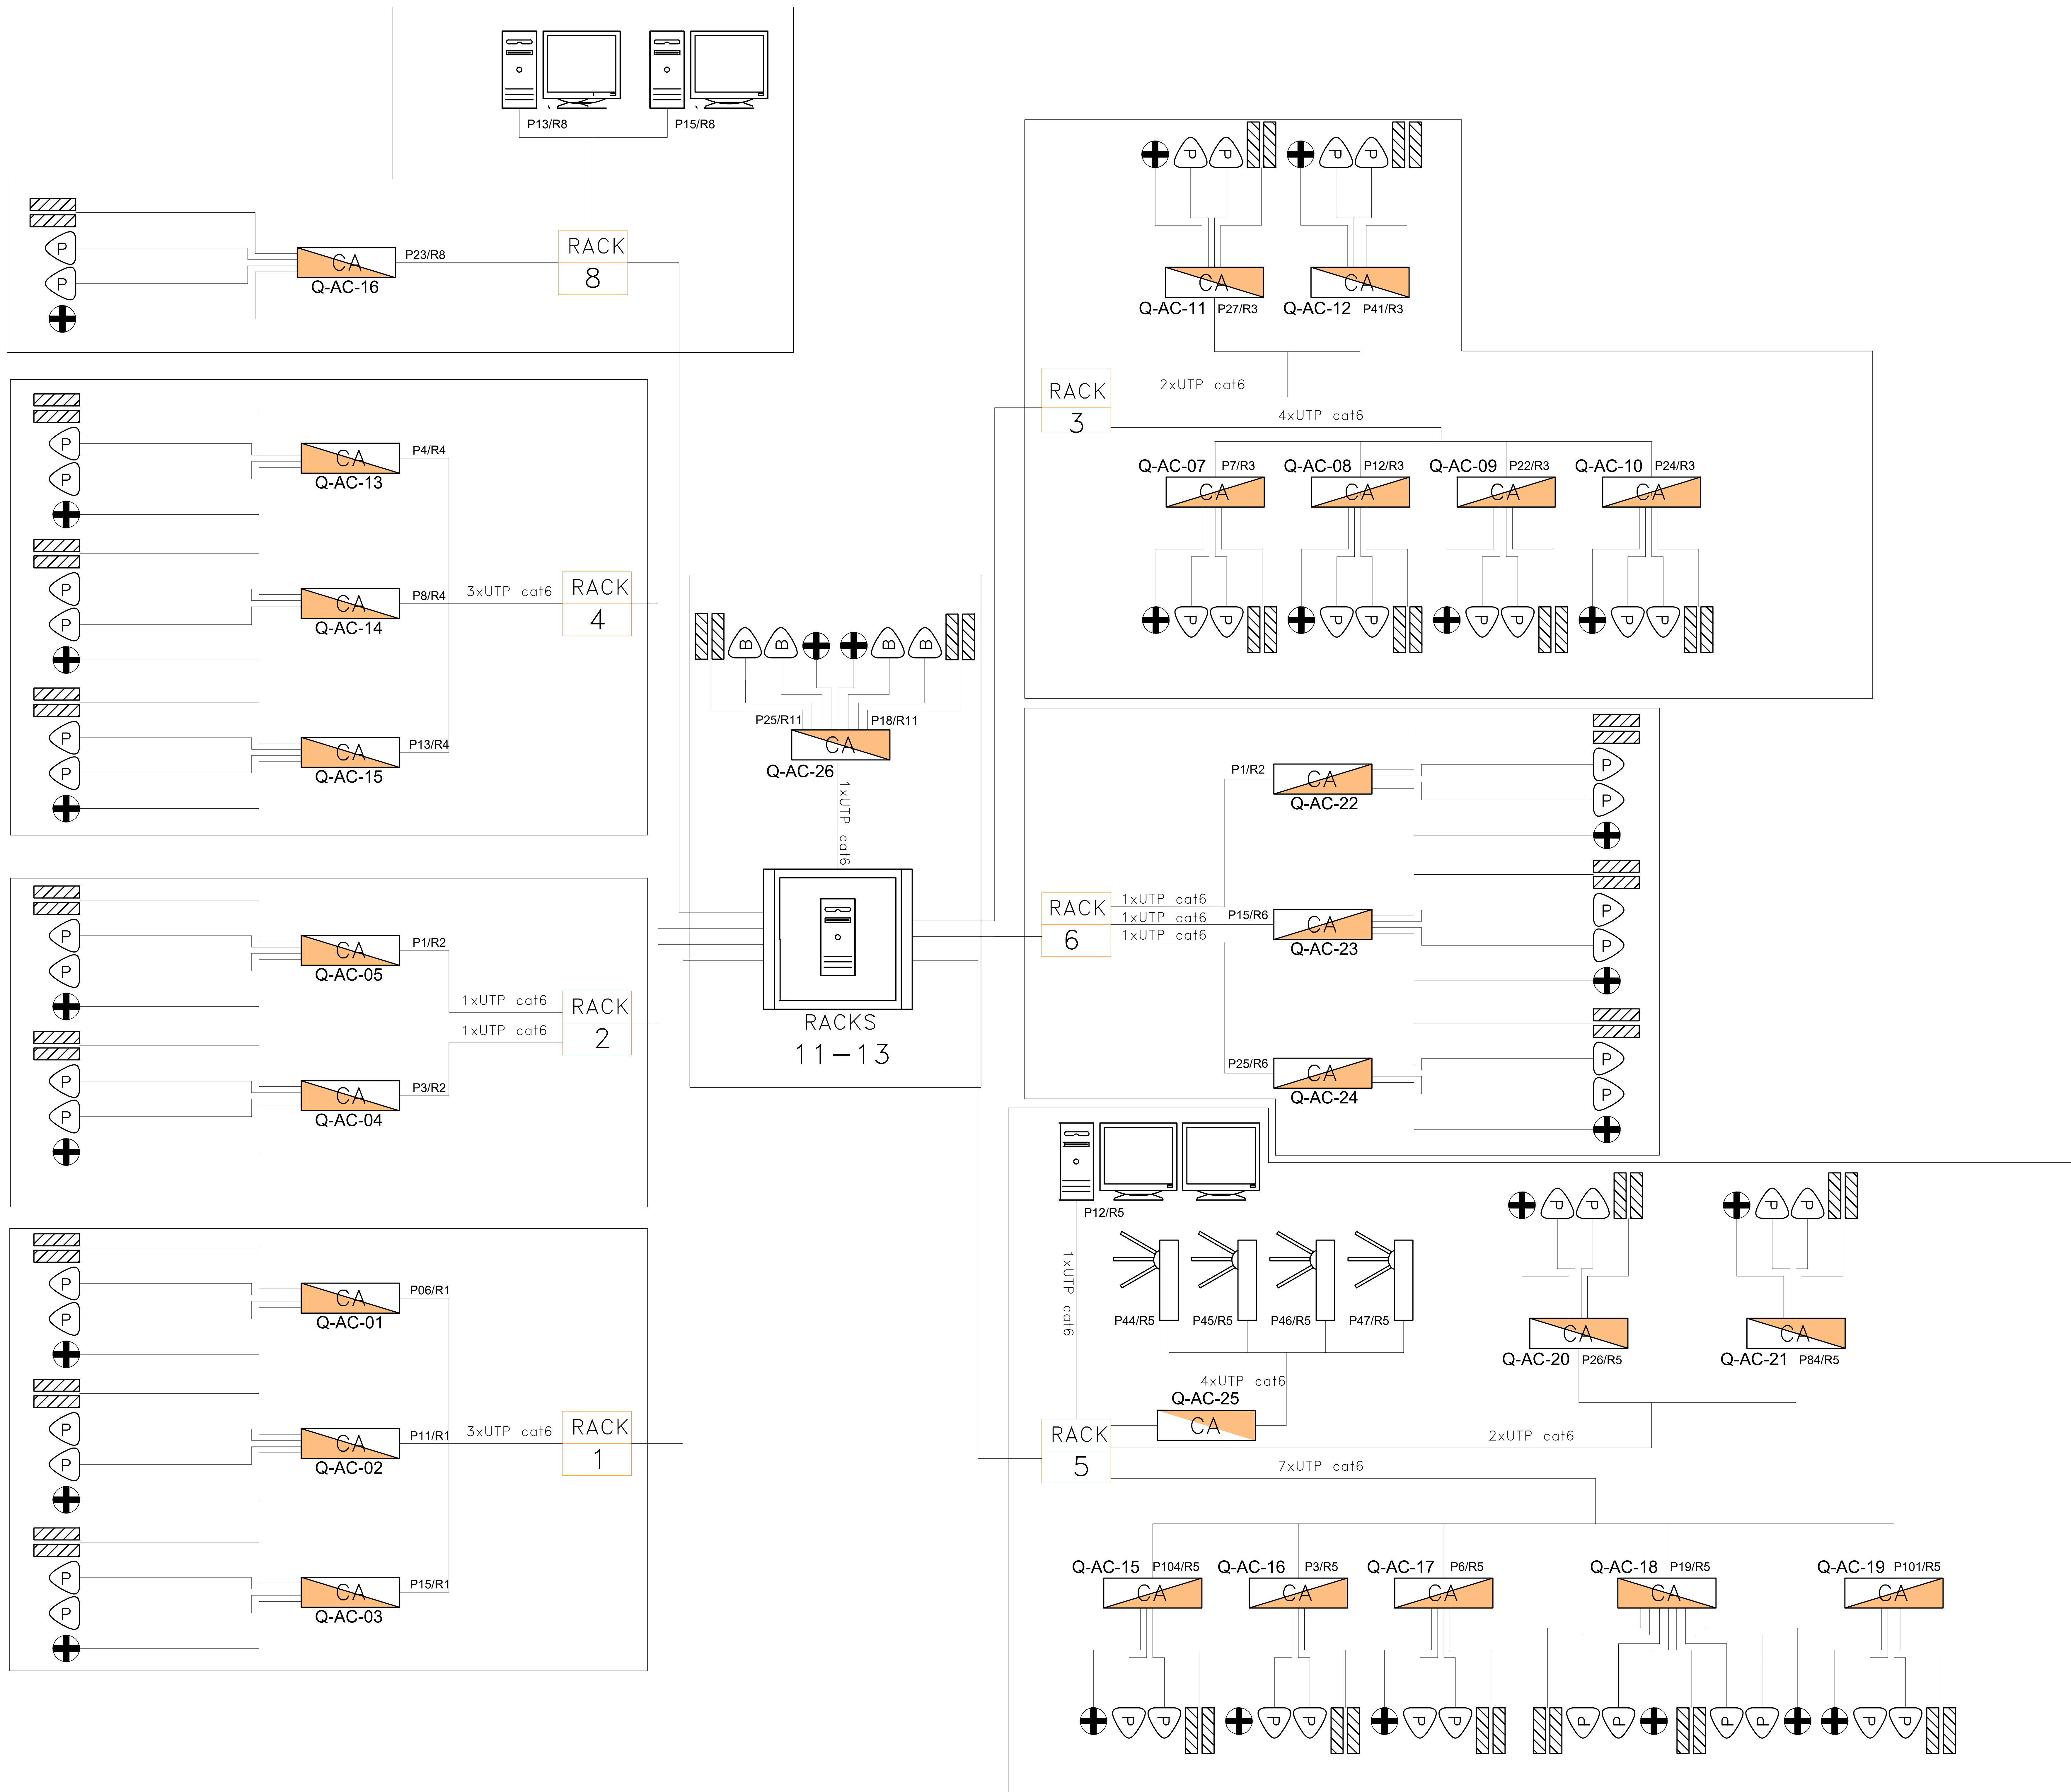 P13/R8
P15/R8
P
P
CA
P23/R8
Q-AC-16
RACK
8
P
P
CA
P4/R4
Q-AC-13
P
P
CA
P8/R4
Q-AC-14
3xUTP cat6
RACK
4
P
P
CA
P13/R4
Q-AC-15
P
P
CA
P1/R2
Q-AC-05
1xUTP cat6
1xUTP cat6
RACK
2
P
P
CA
P3/R2
Q-AC-04
P
P
CA
P06/R1
Q-AC-01
P
P
CA
P11/R1
Q-AC-02
3xUTP cat6
RACK
1
P
P
CA
P15/R1
Q-AC-03
B
B
B
B
P25/R11
P18/R11
CA
Q-AC-26
1xUTP cat6
RACKS
11-13
P
P
P
P
CA
CA
Q-AC-11 P27/R3
Q-AC-12 P41/R3
RACK
3
2xUTP cat6
4xUTP cat6
Q-AC-07 P7/R3
Q-AC-08 P12/R3
Q-AC-09 P22/R3
Q-AC-10 P24/R3
CA
CA
CA
CA
P
P
P
P
P
P
P
P
P1/R2
CA
Q-AC-22
P
P
RACK
6
1xUTP cat6
1xUTP cat6
1xUTP cat6
P15/R6
CA
Q-AC-23
P
P
P25/R6
CA
Q-AC-24
P
P
P12/R5
1xUTP cat6
P44/R5
P45/R5
P46/R5
P47/R5
4xUTP cat6
Q-AC-25
CA
RACK
5
P
P
P
P
CA
CA
Q-AC-20 P26/R5
Q-AC-21 P84/R5
2xUTP cat6
7xUTP cat6
Q-AC-15 P104/R5
Q-AC-16 P3/R5
Q-AC-17 P6/R5
Q-AC-18 P19/R5
Q-AC-19 P101/R5
CA
CA
CA
CA
CA
P
P
P
P
P
P
P
P
P
P
P
P